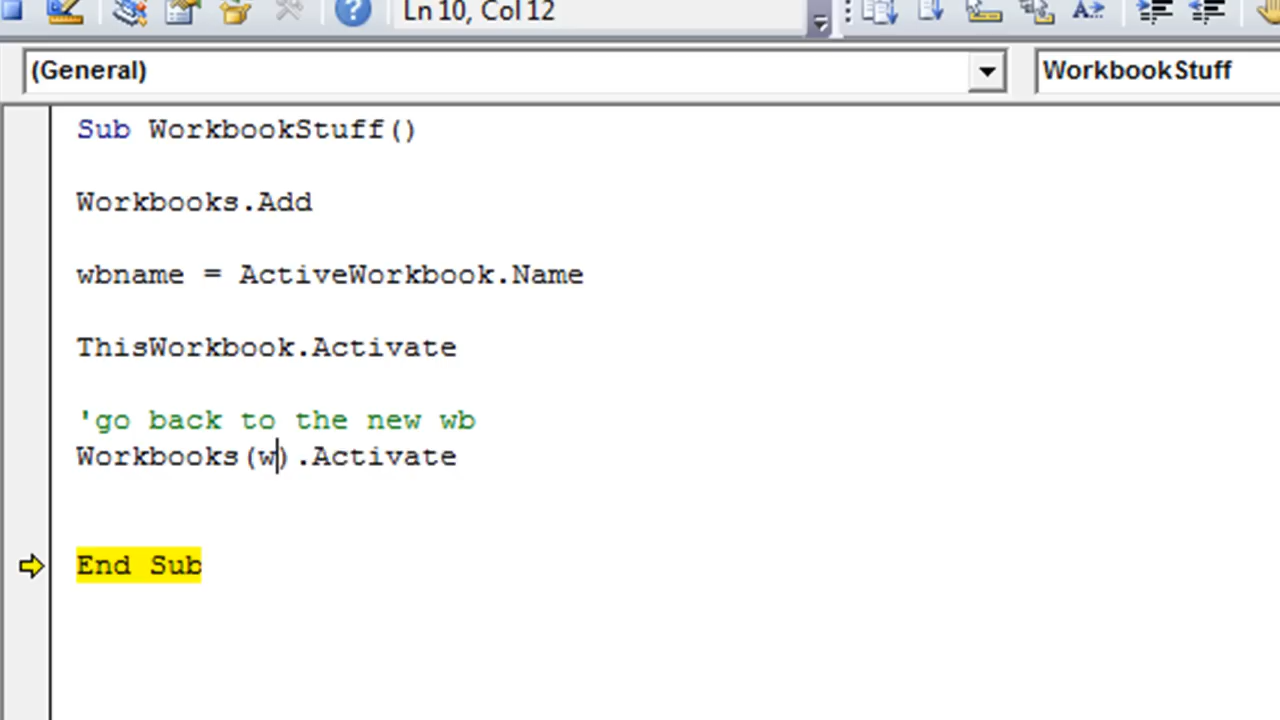 Ln 10, Col 12
(General)
WorkbookStuff
Sub WorkbookStuff()
Workbooks.Add
wbname = ActiveWorkbook.Name
ThisWorkbook.Activate
'go back to the new wb
Workbooks(w).Activate
End Sub